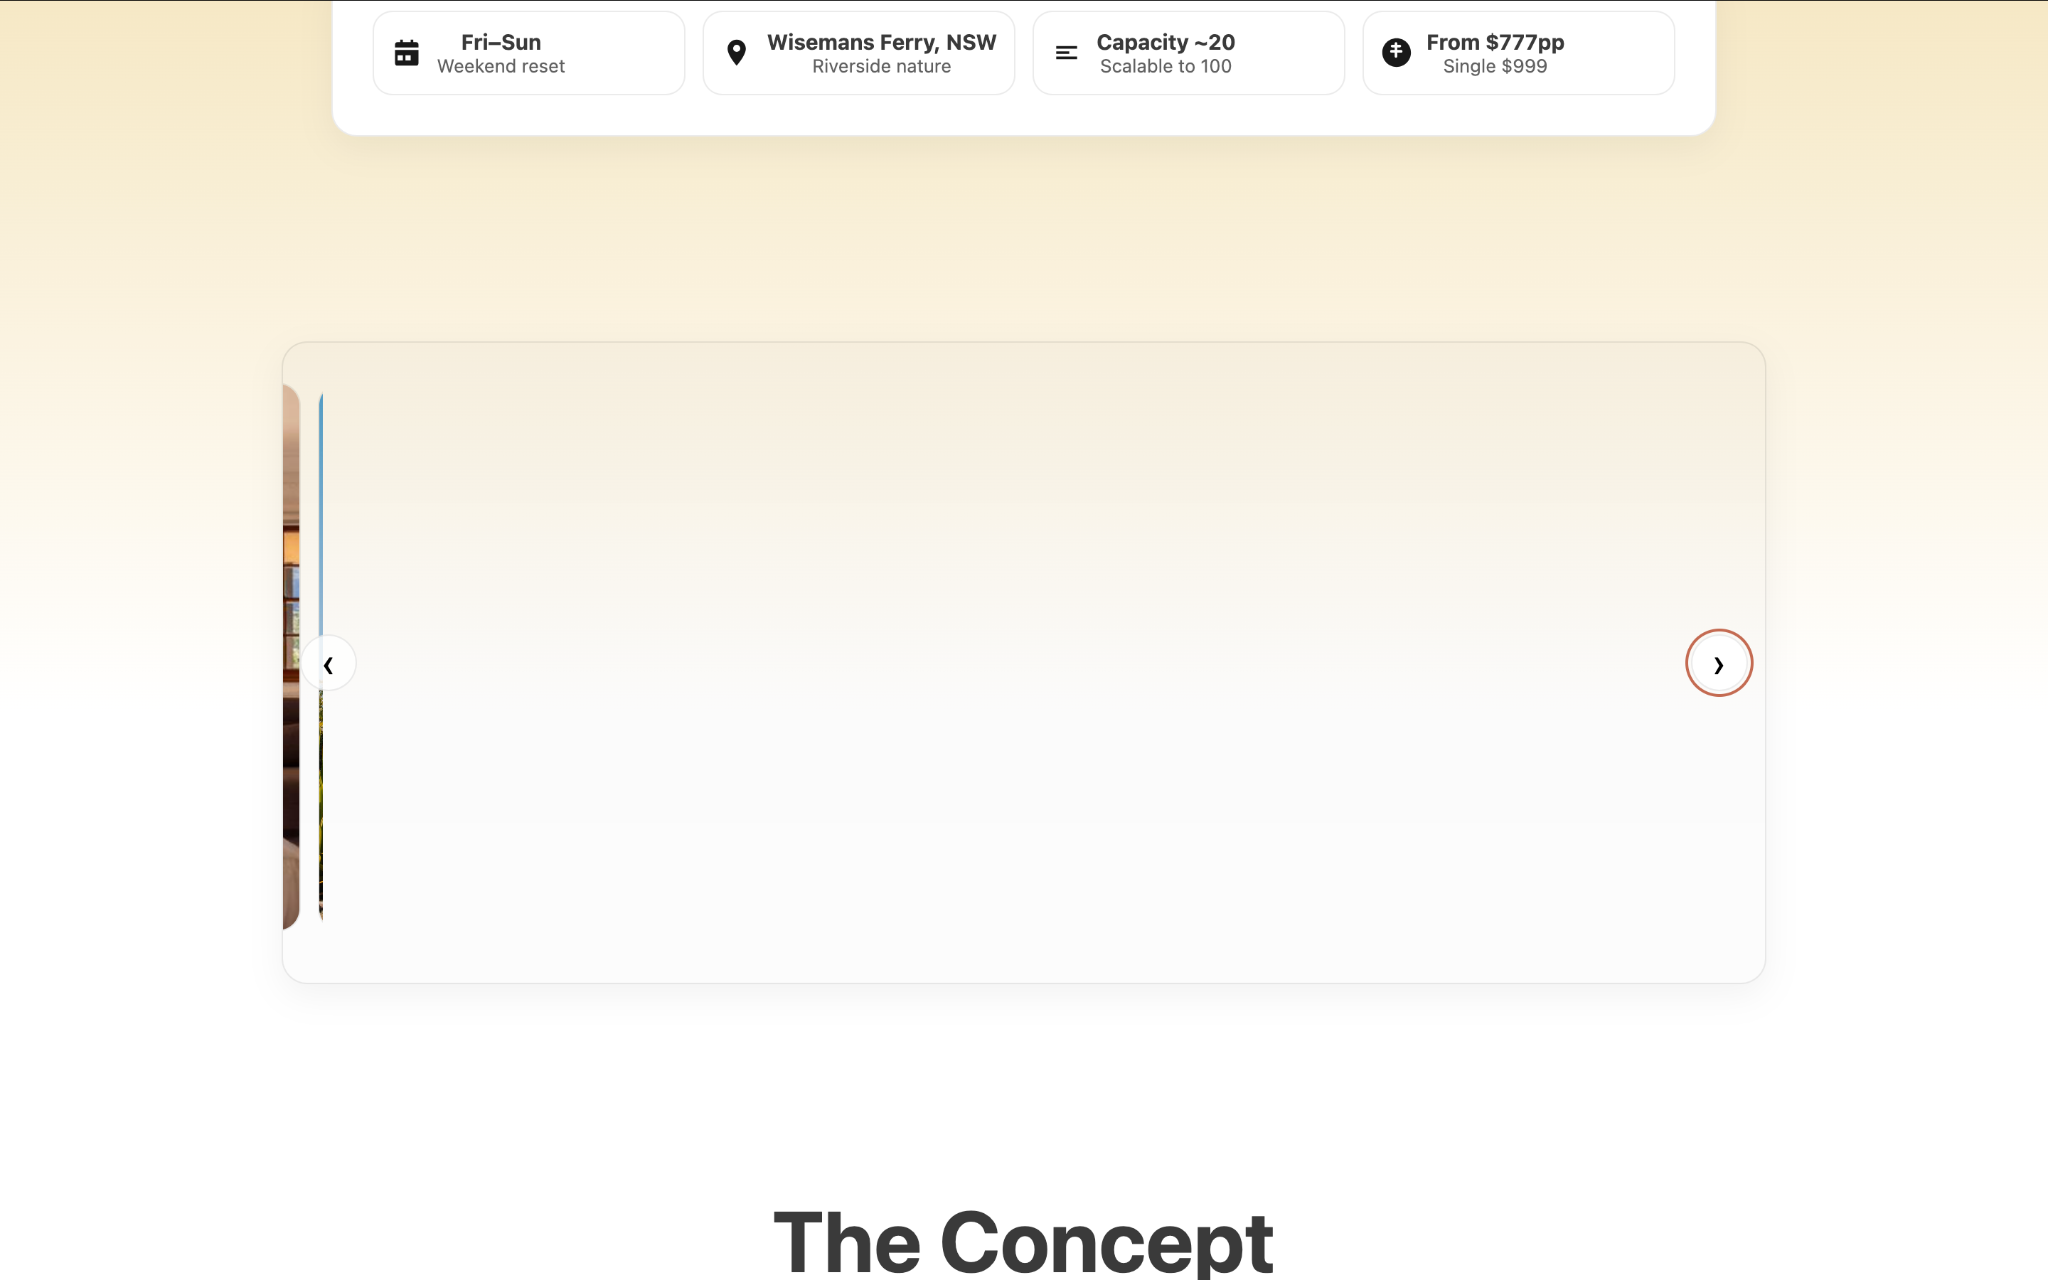 Fri–Sun
Weekend reset
Wisemans Ferry, NSW
Riverside nature
Capacity ~20
Scalable to 100
From $777pp
Single $999
❮
❯
The Concept